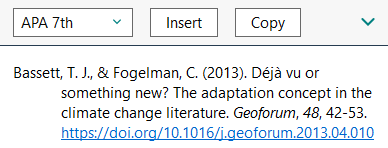 APA 7th Insert Copy
Bassett, T. J., & Fogelman, C. (2013). Déjà vu or
something new? The adaptation concept in the
climate change literature. Geoforum, 48, 42-53.
https://doi.org/10.1016/j.geoforum.2013.04.010